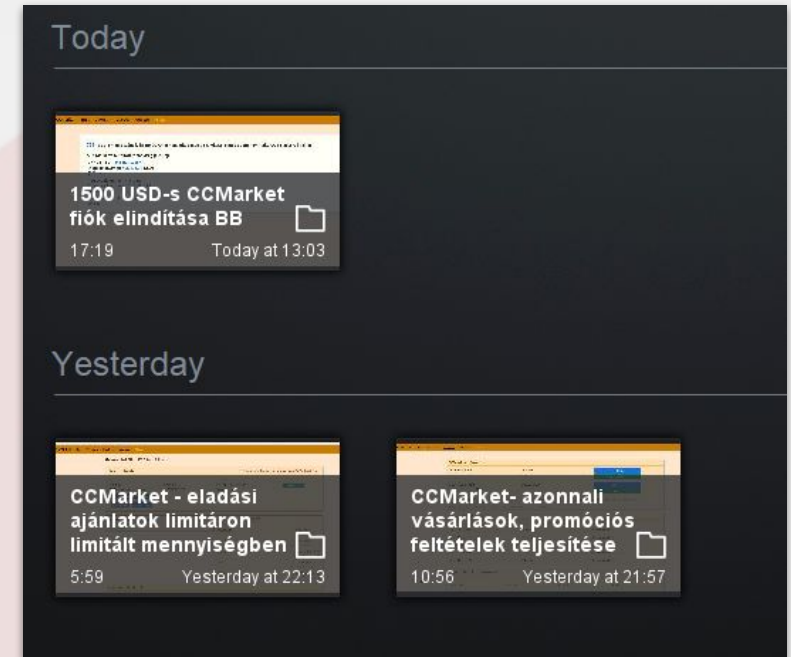 Today
1500 USD-s CCMarket
fiók elindítása BB
17:19 Today at 13:03
Yesterday
CCMarket - eladási
ajánlatok limitáron
limitált mennyiségben
5:59 Yesterday at 22:13
CCMarket- azonnali
vásárlások, promóciós
feltételek teljesítése
10:56 Yesterday at 21:57